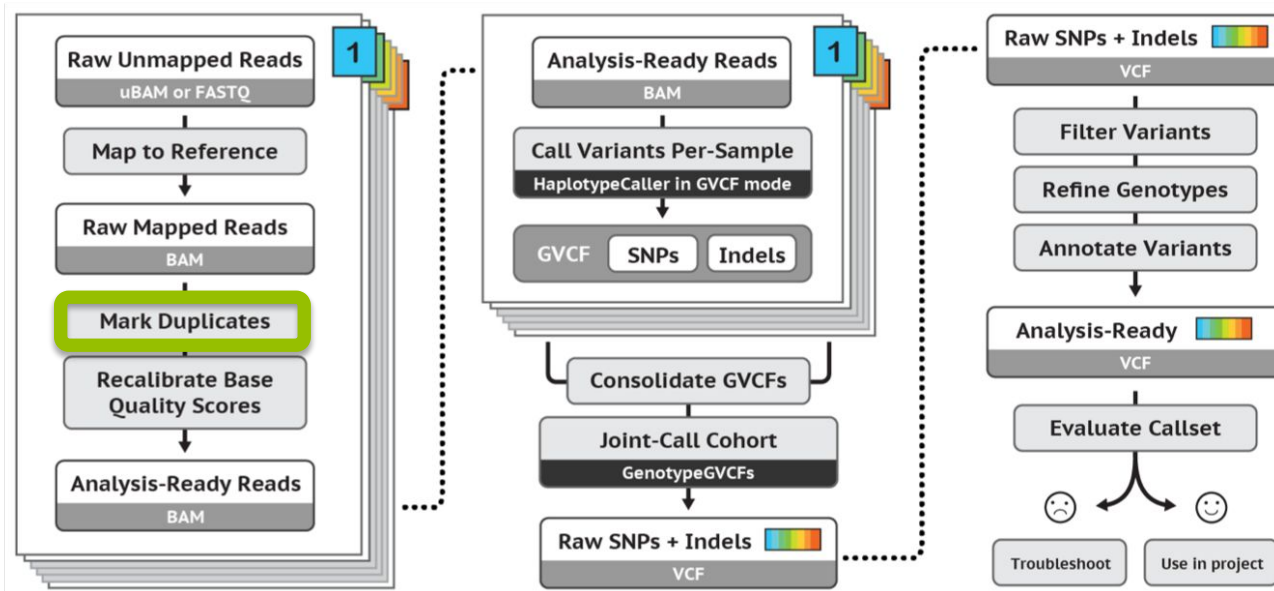 1
Raw Unmapped Reads
uBAM or FASTQ
Map to Reference
Raw Mapped Reads
BAM
Mark Duplicates
Recalibrate Base
Quality Scores
Analysis-Ready Reads
BAM
1
Analysis-Ready Reads
BAM
Call Variants Per-Sample
HaplotypeCaller in GVCF mode
GVCF SNPs Indels
Consolidate GVCFs
Joint-Call Cohort
GenotypeGVCFs
Raw SNPs + Indels
VCF
Raw SNPs + Indels
VCF
Filter Variants
Refine Genotypes
Annotate Variants
Analysis-Ready
VCF
Evaluate Callset
Troubleshoot Use in project